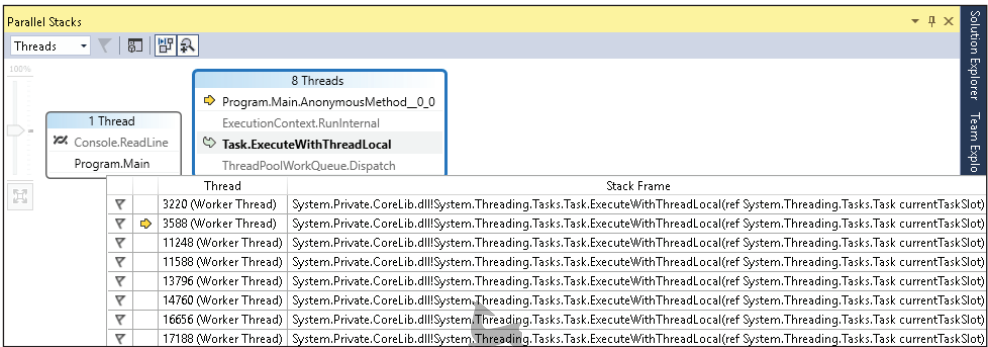 Parallel Stacks
Threads
100%
8 Threads
Program.Main.AnonymousMethod__0_0
ExecutionContext.RunInternal
Task.ExecuteWithThreadLocal
ThreadPoolWorkQueue.Dispatch
1 Thread
Console.ReadLine
Program.Main
Thread Stack Frame
3220 (Worker Thread) System.Private.CoreLib.dll!System.Threading.Tasks.Task.ExecuteWithThreadLocal(ref System.Threading.Tasks.Task currentTaskSlot)
3588 (Worker Thread) System.Private.CoreLib.dll!System.Threading.Tasks.Task.ExecuteWithThreadLocal(ref System.Threading.Tasks.Task currentTaskSlot)
11248 (Worker Thread) System.Private.CoreLib.dll!System.Threading.Tasks.Task.ExecuteWithThreadLocal(ref System.Threading.Tasks.Task currentTaskSlot)
11588 (Worker Thread) System.Private.CoreLib.dll!System.Threading.Tasks.Task.ExecuteWithThreadLocal(ref System.Threading.Tasks.Task currentTaskSlot)
13796 (Worker Thread) System.Private.CoreLib.dll!System.Threading.Tasks.Task.ExecuteWithThreadLocal(ref System.Threading.Tasks.Task currentTaskSlot)
14760 (Worker Thread) System.Private.CoreLib.dll!System.Threading.Tasks.Task.ExecuteWithThreadLocal(ref System.Threading.Tasks.Task currentTaskSlot)
16656 (Worker Thread) System.Private.CoreLib.dll!System.Threading.Tasks.Task.ExecuteWithThreadLocal(ref System.Threading.Tasks.Task currentTaskSlot)
17188 (Worker Thread) System.Private.CoreLib.dll!System.Threading.Tasks.Task.ExecuteWithThreadLocal(ref System.Threading.Tasks.Task currentTaskSlot)
Solution Explorer
Team Explo